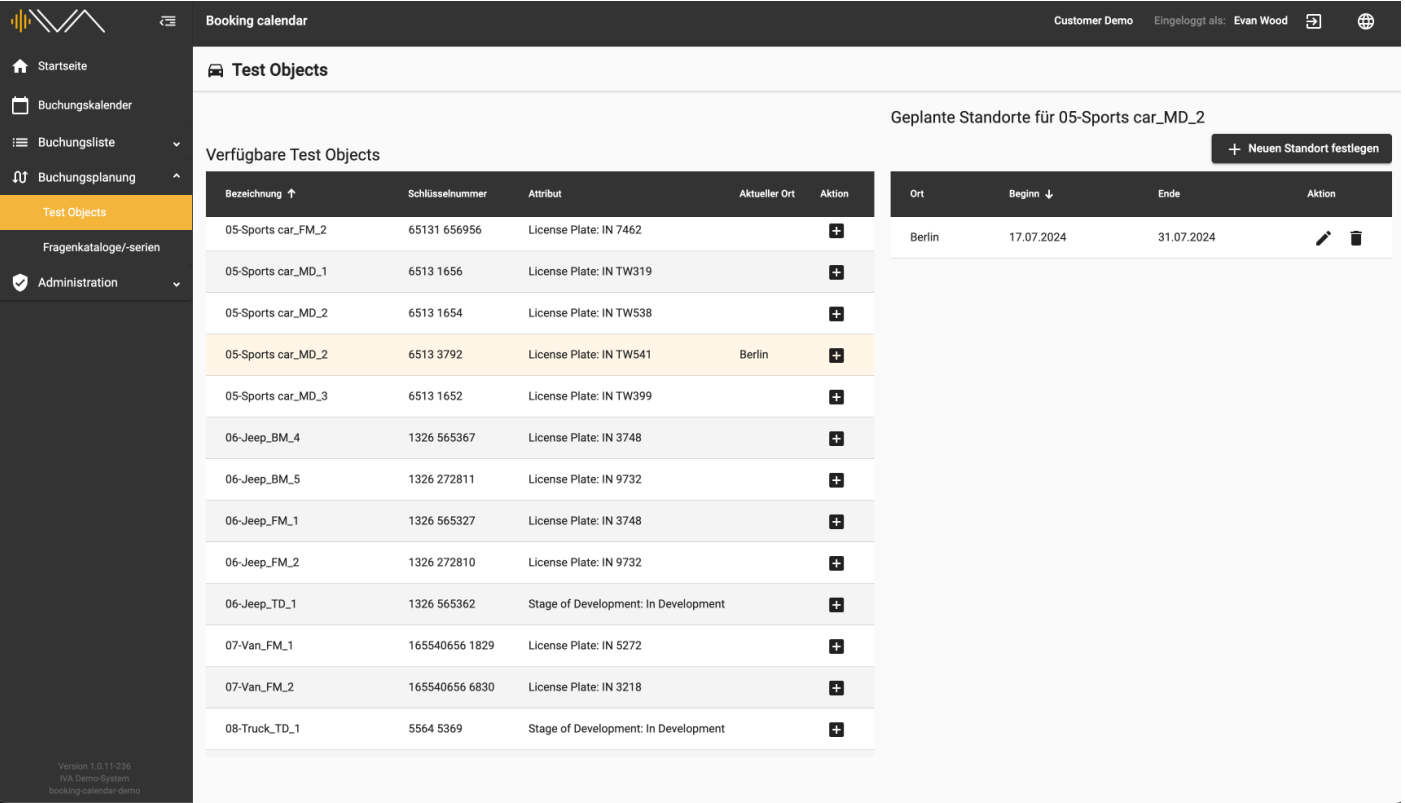 IVA
Booking calendar
Customer Demo Eingeloggt als: Evan Wood
Startseite
Buchungskalender
Buchungsliste
Buchungsplanung
Test Objects
Fragenkataloge/-serien
Administration
Version 1.0.11-236
IVA Demo-System
booking-calendar-demo
Test Objects
Verfügbare Test Objects
Bezeichnung Schlüsselnummer Attribut Aktueller Ort Aktion
05-Sports car_FM_2 65131 656956 License Plate: IN 7462
05-Sports car_MD_1 6513 1656 License Plate: IN TW319
05-Sports car_MD_2 6513 1654 License Plate: IN TW538
05-Sports car_MD_2 6513 3792 License Plate: IN TW541 Berlin
05-Sports car_MD_3 6513 1652 License Plate: IN TW399
06-Jeep_BM_4 1326 565367 License Plate: IN 3748
06-Jeep_BM_5 1326 272811 License Plate: IN 9732
06-Jeep_FM_1 1326 565327 License Plate: IN 3748
06-Jeep_FM_2 1326 272810 License Plate: IN 9732
06-Jeep_TD_1 1326 565362 Stage of Development: In Development
07-Van_FM_1 165540656 1829 License Plate: IN 5272
07-Van_FM_2 165540656 6830 License Plate: IN 3218
08-Truck_TD_1 5564 5369 Stage of Development: In Development
Geplante Standorte für 05-Sports car_MD_2
Neuen Standort festlegen
Ort Beginn Ende Aktion
Berlin 17.07.2024 31.07.2024